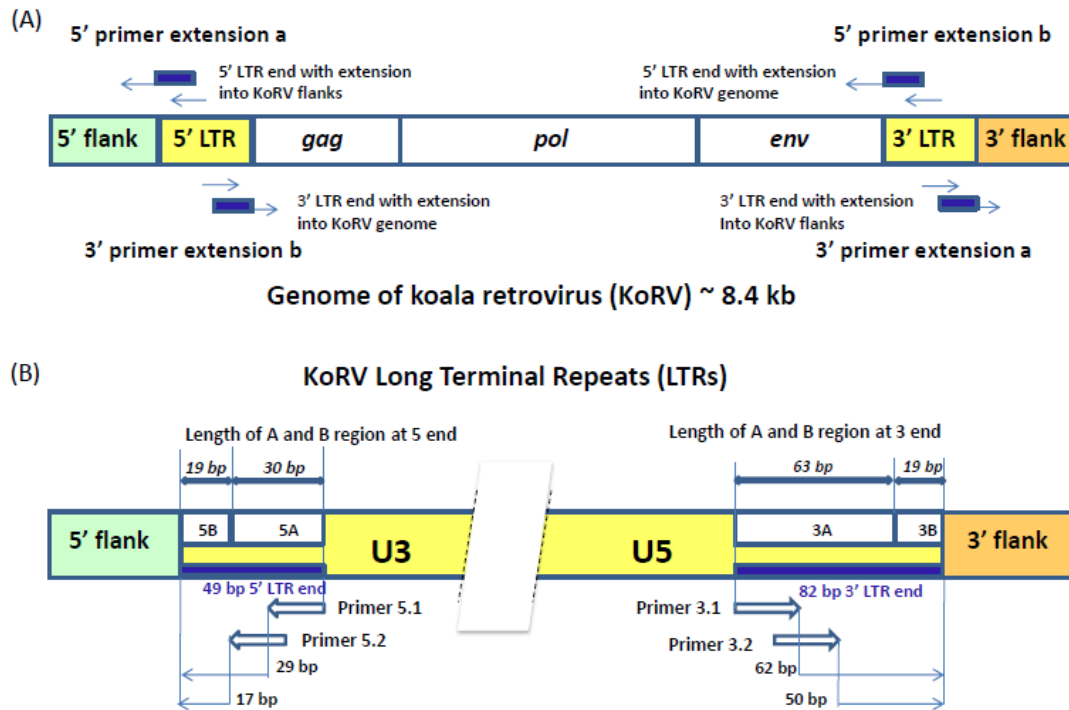 (A)
5’ primer extension a
5’ primer extension b
5’ LTR end with extension
into KoRV flanks
5’ LTR end with extension
into KoRV genome
5’ flank 5’ LTR gag pol env 3’ LTR 3’ flank
3’ LTR end with extension
into KoRV genome
3’ LTR end with extension
Into KoRV flanks
3’ primer extension b
3’ primer extension a
Genome of koala retrovirus (KoRV) ~ 8.4 kb
(B)
KoRV Long Terminal Repeats (LTRs)
Length of A and B region at 5 end
Length of A and B region at 3 end
19 bp 30 bp 63 bp 19 bp
5’ flank 5B 5A U3 U5 3A 3B 3’ flank
49 bp 5’ LTR end
82 bp 3’ LTR end
Primer 5.1
Primer 3.1
Primer 5.2
Primer 3.2
29 bp
62 bp
17 bp
50 bp